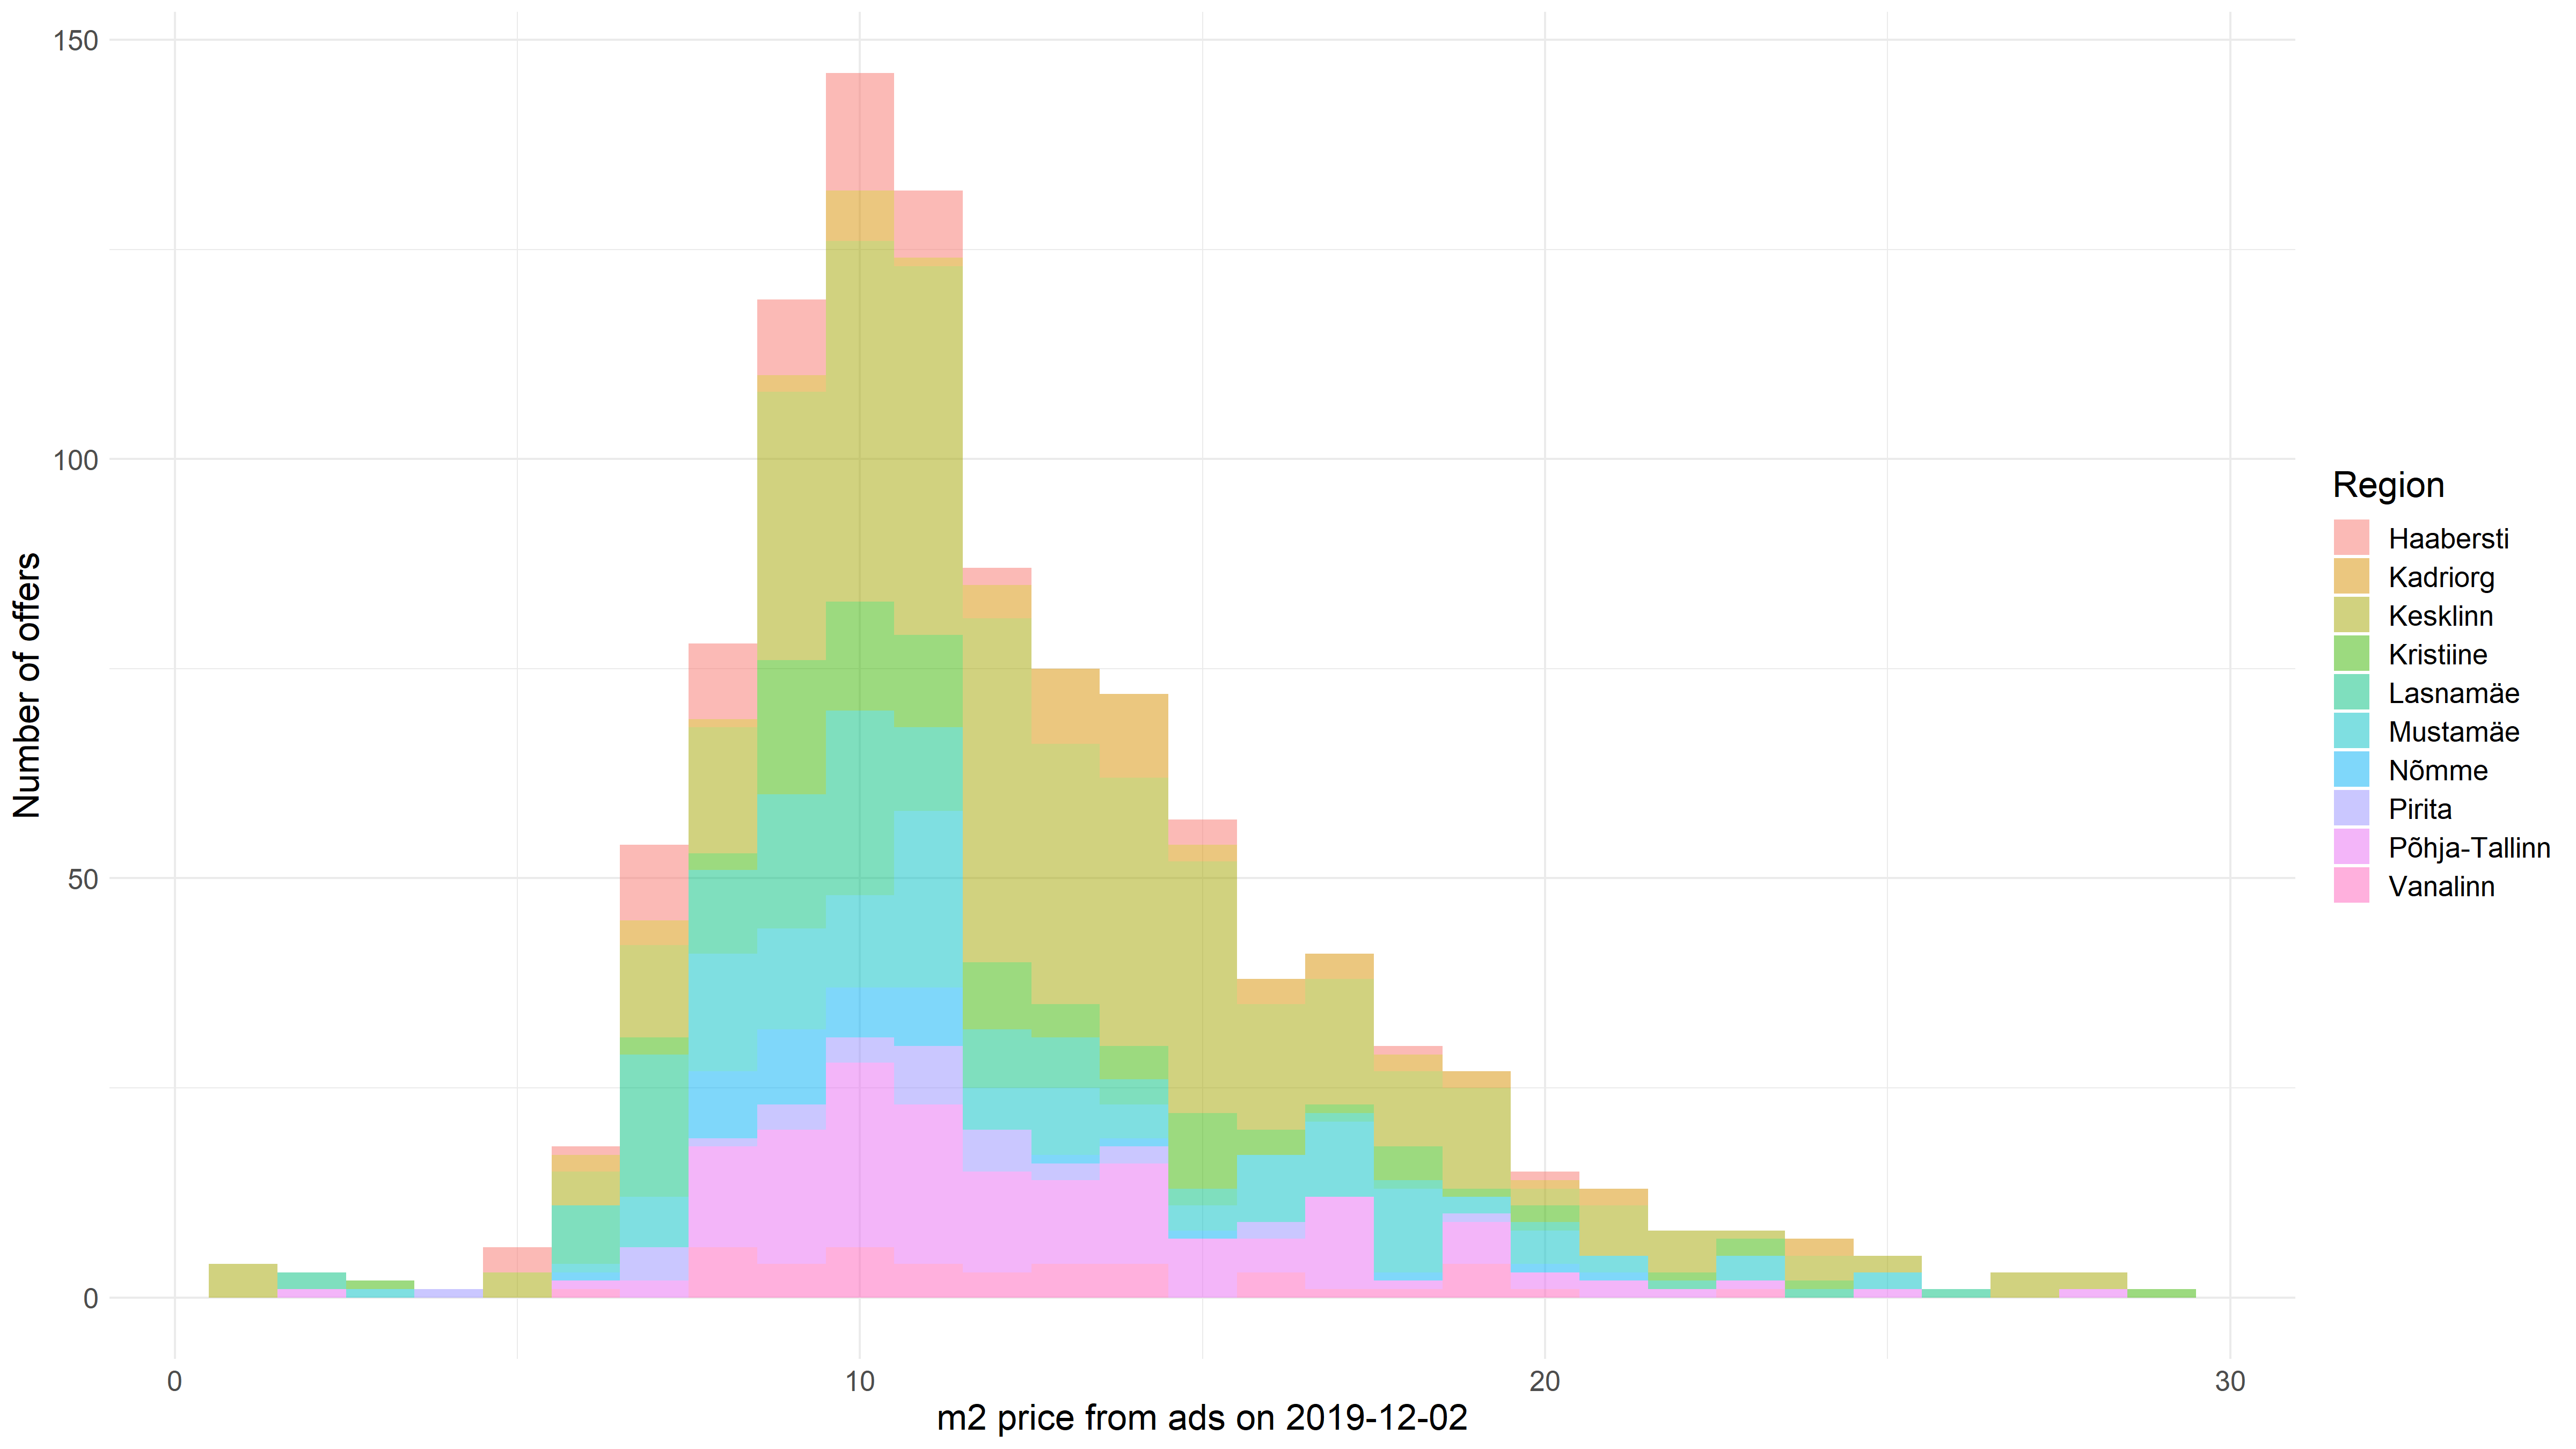 150
100
50
0
Number of offers
0
10
20
30
m2 price from ads on 2019-12-02
Region
Haabersti
Kadriorg
Kesklinn
Kristiine
Lasnamäe
Mustamäe
Nõmme
Pirita
Põhja-Tallinn
Vanalinn